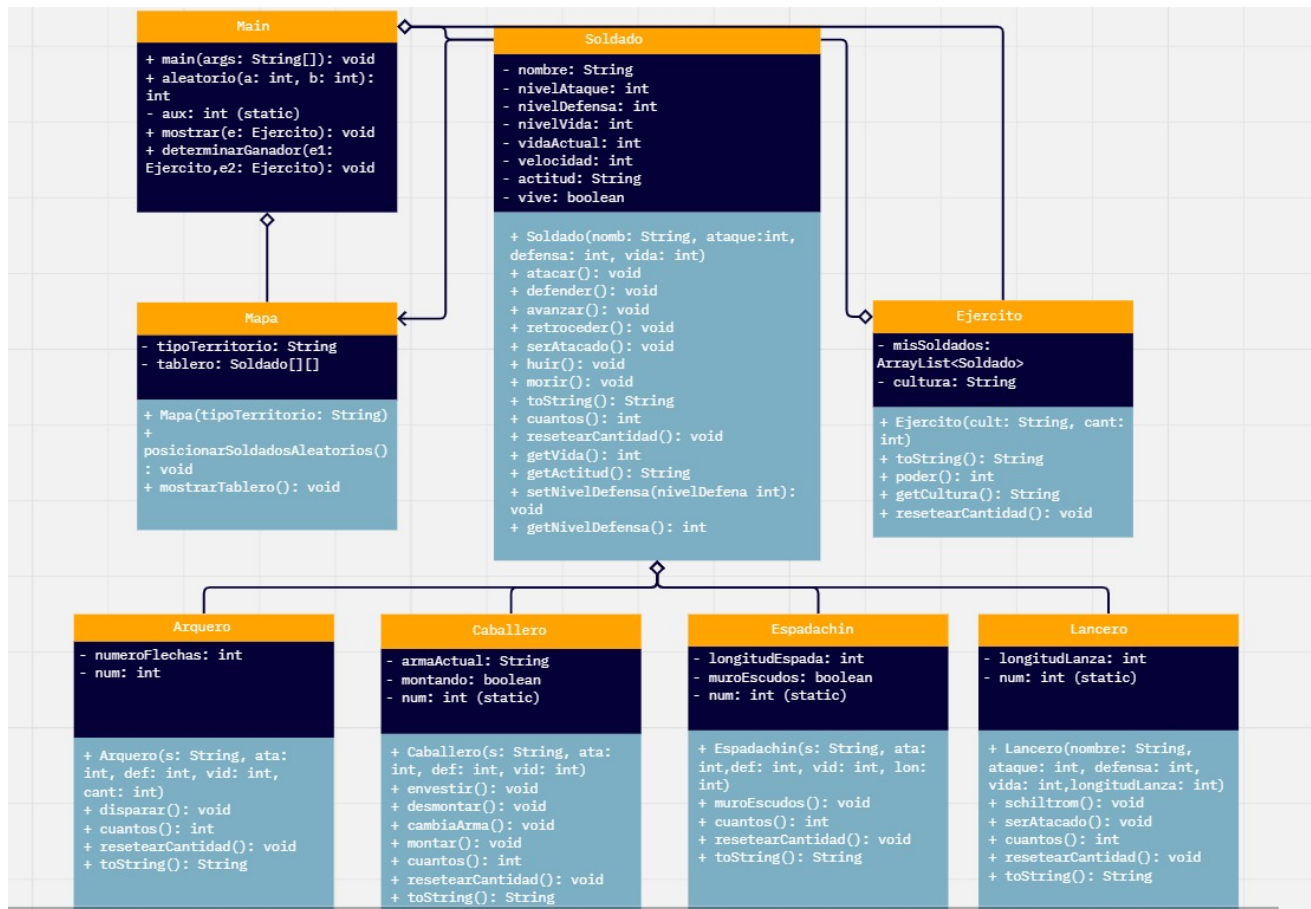 Main
+ main(args: String[]): void
+ aleatorio(a: int, b: int):
int
- aux: int (static)
+ mostrar(e: Ejercito): void
+ determinarGanador(e1:
Ejercito,e2: Ejercito): void
Soldado
- nombre: String
- nivelAtaque: int
- nivelDefensa: int
- nivelVida: int
- vidaActual: int
- velocidad: int
- actitud: String
- vive: boolean
+ Soldado(nomb: String, ataque:int,
defensa: int, vida: int)
+ atacar(): void
+ defender(): void
+ avanzar(): void
+ retroceder(): void
+ serAtacado(): void
+ huir(): void
+ morir(): void
+ toString(): String
+ cuantos(): int
+ resetearCantidad(): void
+ getVida(): int
+ getActitud(): String
+ setNivelDefensa(nivelDefena int):
void
+ getNivelDefensa(): int
Mapa
- tipoTerritorio: String
- tablero: Soldado[][]
+ Mapa(tipoTerritorio: String)
+
posicionarSoldadosAleatorios()
: void
+ mostrarTablero(): void
Ejercito
- misSoldados:
ArrayList<Soldado>
- cultura: String
+ Ejercito(cult: String, cant:
int)
+ toString(): String
+ poder(): int
+ getCultura(): String
+ resetearCantidad(): void
Arquero
- numeroFlechas: int
- num: int
+ Arquero(s: String, ata:
int, def: int, vid: int,
cant: int)
+ disparar(): void
+ cuantos(): int
+ resetearCantidad(): void
+ toString(): String
Caballero
- armaActual: String
- montando: boolean
- num: int (static)
+ Caballero(s: String, ata:
int, def: int, vid: int)
+ envestir(): void
+ desmontar(): void
+ cambiaArma(): void
+ montar(): void
+ cuantos(): int
+ resetearCantidad(): void
+ toString(): String
Espadachin
- longitudEspada: int
- muroEscudos: boolean
- num: int (static)
+ Espadachin(s: String, ata:
int,def: int, vid: int, lon:
int)
+ muroEscudos(): void
+ cuantos(): int
+ resetearCantidad(): void
+ toString(): String
Lancero
- longitudLanza: int
- num: int (static)
+ Lancero(nombre: String,
ataque: int, defensa: int,
vida: int,longitudLanza: int)
+ schiltrom(): void
+ serAtacado(): void
+ cuantos(): int
+ resetearCantidad(): void
+ toString(): String